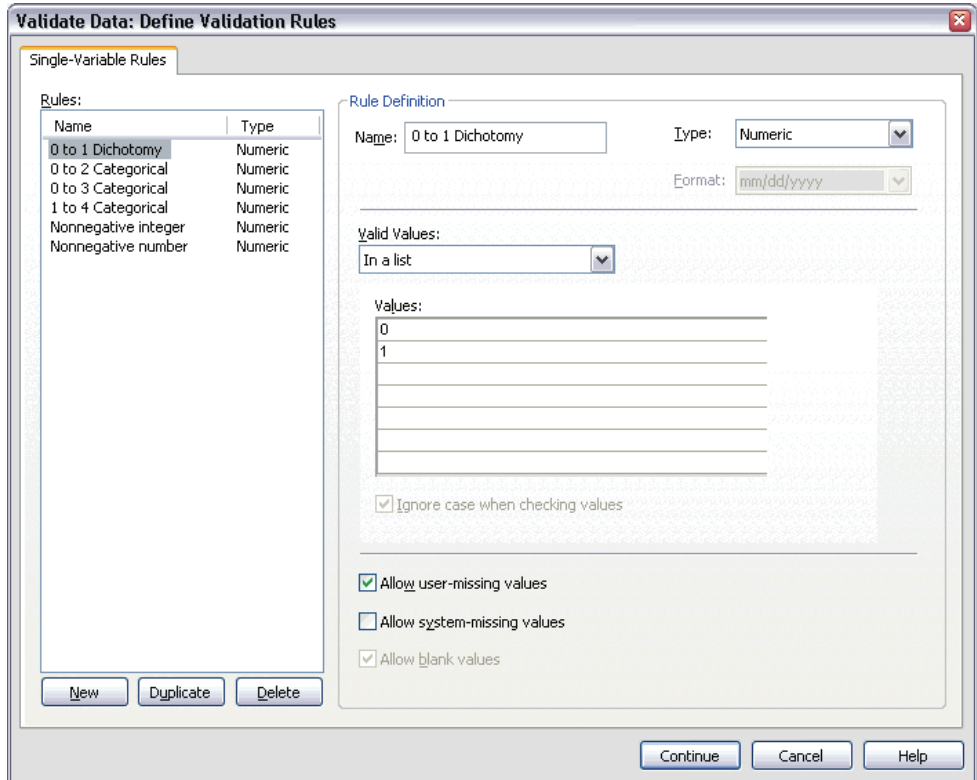 Validate Data: Define Validation Rules
Single-Variable Rules
Rules:
Name Type
0 to 1 Dichotomy Numeric
0 to 2 Categorical Numeric
0 to 3 Categorical Numeric
1 to 4 Categorical Numeric
Nonnegative integer Numeric
Nonnegative number Numeric
New Duplicate Delete
Rule Definition
Name: 0 to 1 Dichotomy Type: Numeric
Format: mm/dd/yyyy
Valid Values:
In a list
Values:
0
1
Ignore case when checking values
Allow user-missing values
Allow system-missing values
Allow blank values
Continue Cancel Help